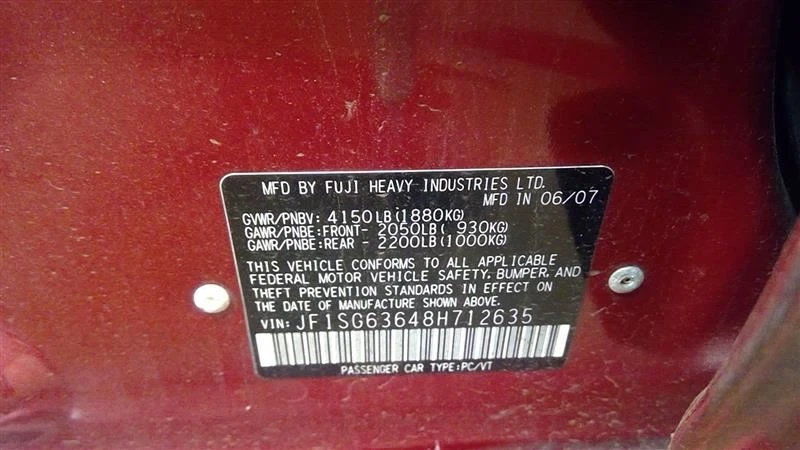 MFD BY FUJI HEAVY INDUSTRIES LTD.
MFD IN 06/07
GVWR/PNBV: 4150LB(1880KG)
GAWR/PNBE:FRONT- 2050LB( 930KG)
GAWR/PNBE:REAR - 2200LB(1000KG)
THIS VEHICLE CONFORMS TO ALL APPLICABLE
FEDERAL MOTOR VEHICLE SAFETY, BUMPER, AND
THEFT PREVENTION STANDARDS IN EFFECT ON
THE DATE OF MANUFACTURE SHOWN ABOVE.
VIN: JF1SG63648H712635
PASSENGER CAR TYPE:PC/VT